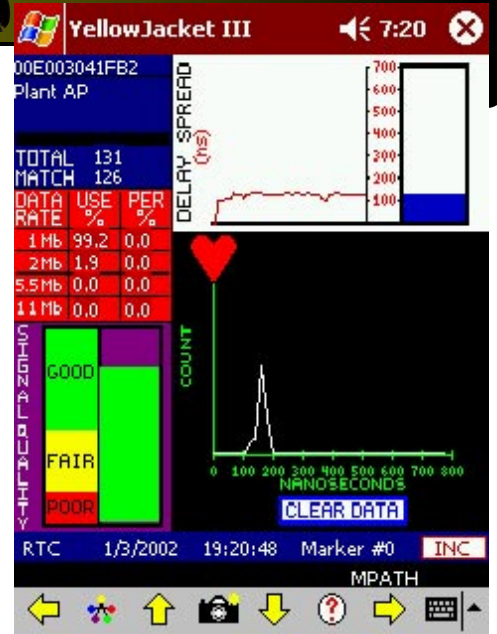 YellowJacket III 7:20
00E003041FB2
Plant AP
TOTAL 131
MATCH 126
DATA RATE USE % PER %
1Mb 99.2 0.0
2Mb 1.9 0.0
5.5Mb 0.0 0.0
11Mb 0.0 0.0
SIGNAL QUALITY
GOOD
FAIR
POOR
DELAY SPREAD
(ns)
700
600
500
400
300
200
100
COUNT
0 100 200 300 400 500 600 700 800
NANOSECONDS
CLEAR DATA
RTC 1/3/2002 19:20:48 Marker #0 INC
MPATH